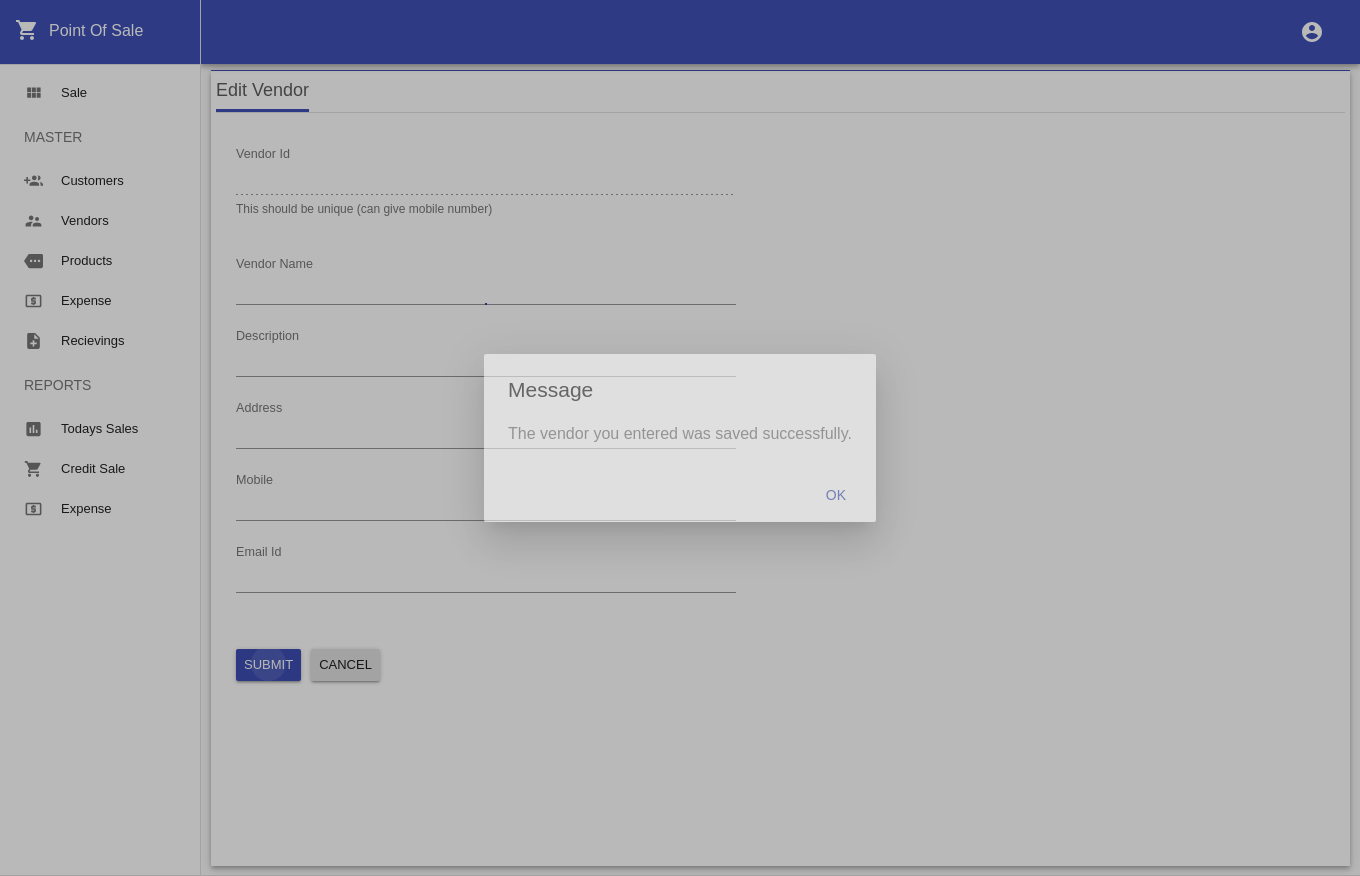 Point Of Sale
Sale
MASTER
Customers
Vendors
Products
Expense
Recievings
REPORTS
Todays Sales
Credit Sale
Expense
Edit Vendor
Vendor Id
This should be unique (can give mobile number)
Vendor Name
Description
Address
Mobile
Email Id
SUBMIT CANCEL
Message
The vendor you entered was saved successfully.
OK